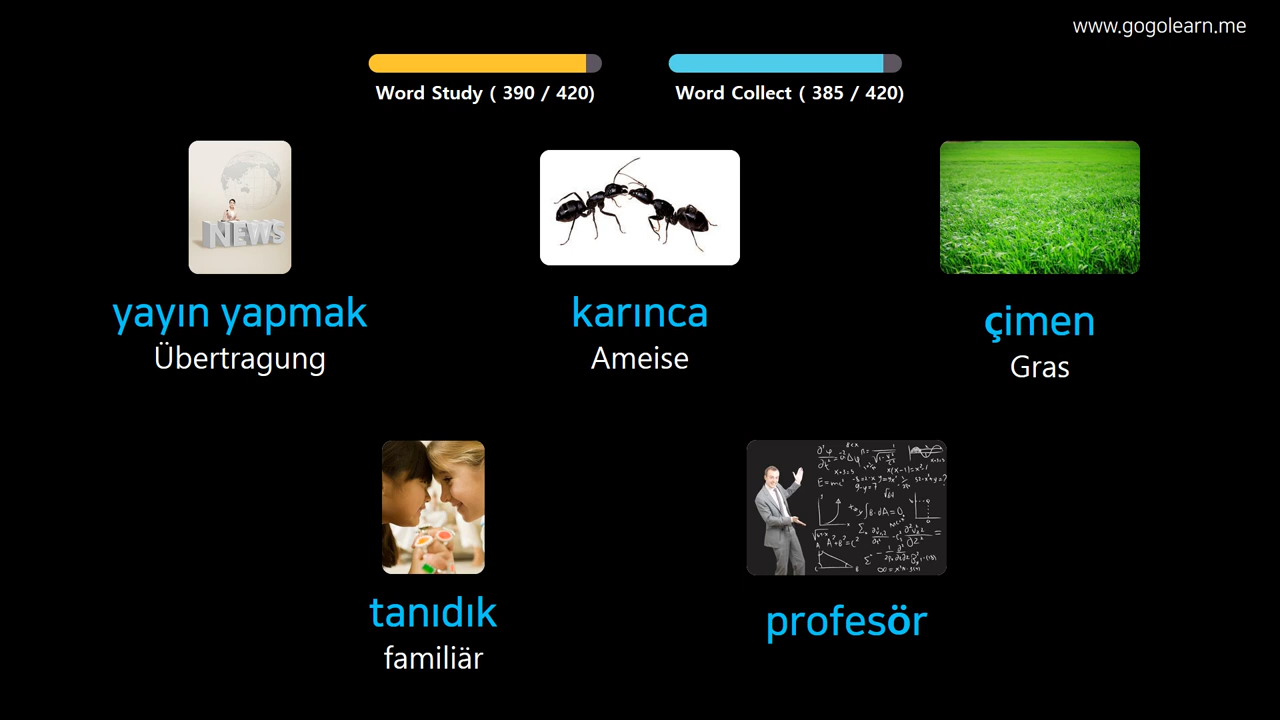 www.gogolearn.me
Word Study ( 390 / 420)
Word Collect ( 385 / 420)
NEWS
yayın yapmak
Übertragung
karınca
Ameise
çimen
Gras
tanıdık
familiär
profesör